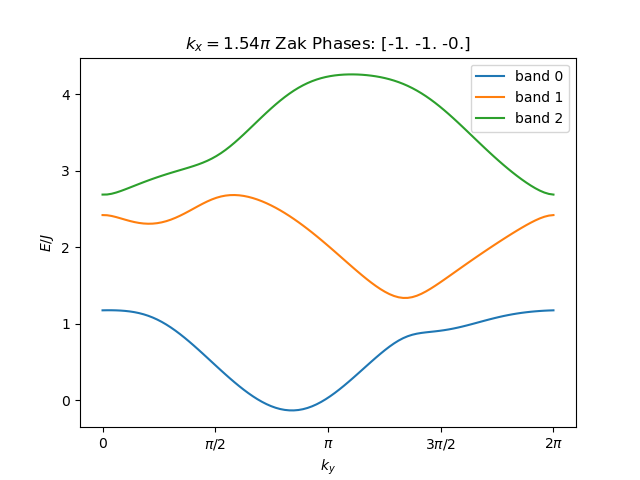 $k_x = 1.54\pi$ Zak Phases: [-1. -1. -0.]
band 0
band 1
band 2
E/J
4
3
2
1
0
0 π/2 π 3π/2 2π
$k_y$